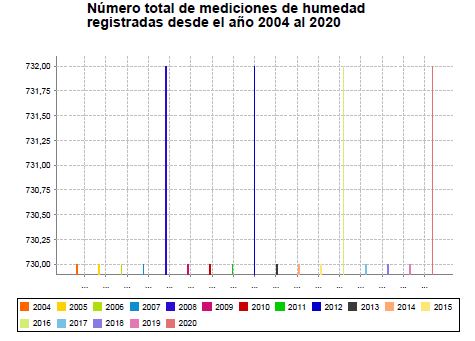 Número total de mediciones de humedad
registradas desde el año 2004 al 2020
732,00
731,75
731,50
731,25
731,00
730,75
730,50
730,25
730,00
... ... ... ... ... ... ... ... ... ... ... ... ... ... ... ... ...
2004 2005 2006 2007 2008 2009 2010 2011 2012 2013 2014 2015
2016 2017 2018 2019 2020